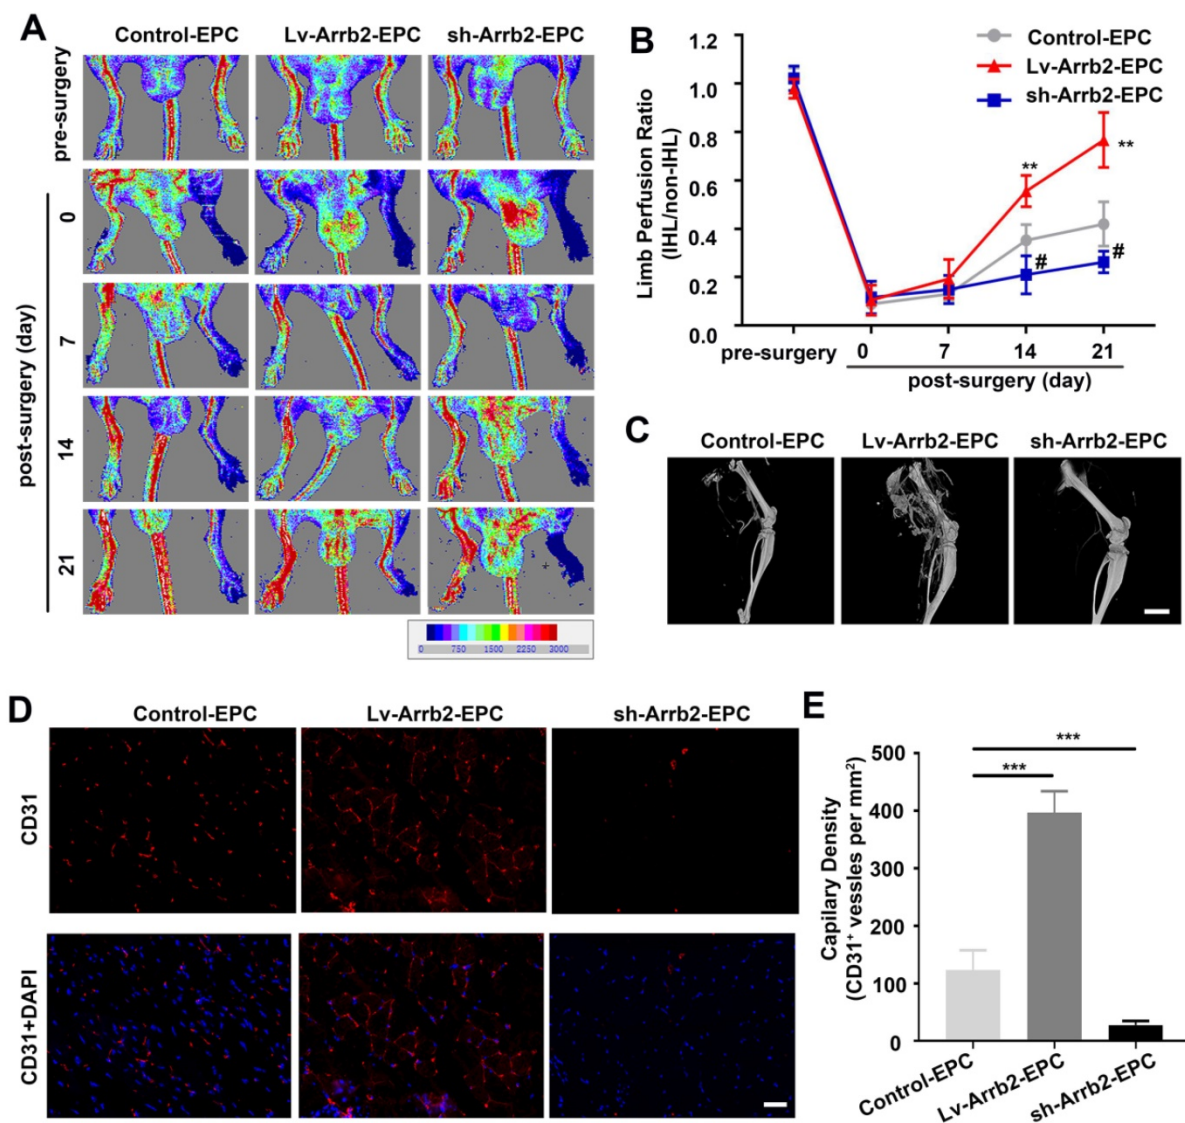 A
Control-EPC
Lv-Arrb2-EPC
sh-Arrb2-EPC
pre-surgery
post-surgery (day)
0
7
14
21
0 750 1500 2250 3000
B
Limb Perfusion Ratio
(IHL/non-IHL)
1.2
1.0
0.8
0.6
0.4
0.2
0.0
Control-EPC
Lv-Arrb2-EPC
sh-Arrb2-EPC
**
**
#
#
pre-surgery
0
7
14
21
post-surgery (day)
C
Control-EPC
Lv-Arrb2-EPC
sh-Arrb2-EPC
D
Control-EPC
Lv-Arrb2-EPC
sh-Arrb2-EPC
CD31
CD31+DAPI
E
Capilary Density
(CD31⁺ vessles per mm²)
500
400
300
200
100
0
***
***
Control-EPC
Lv-Arrb2-EPC
sh-Arrb2-EPC